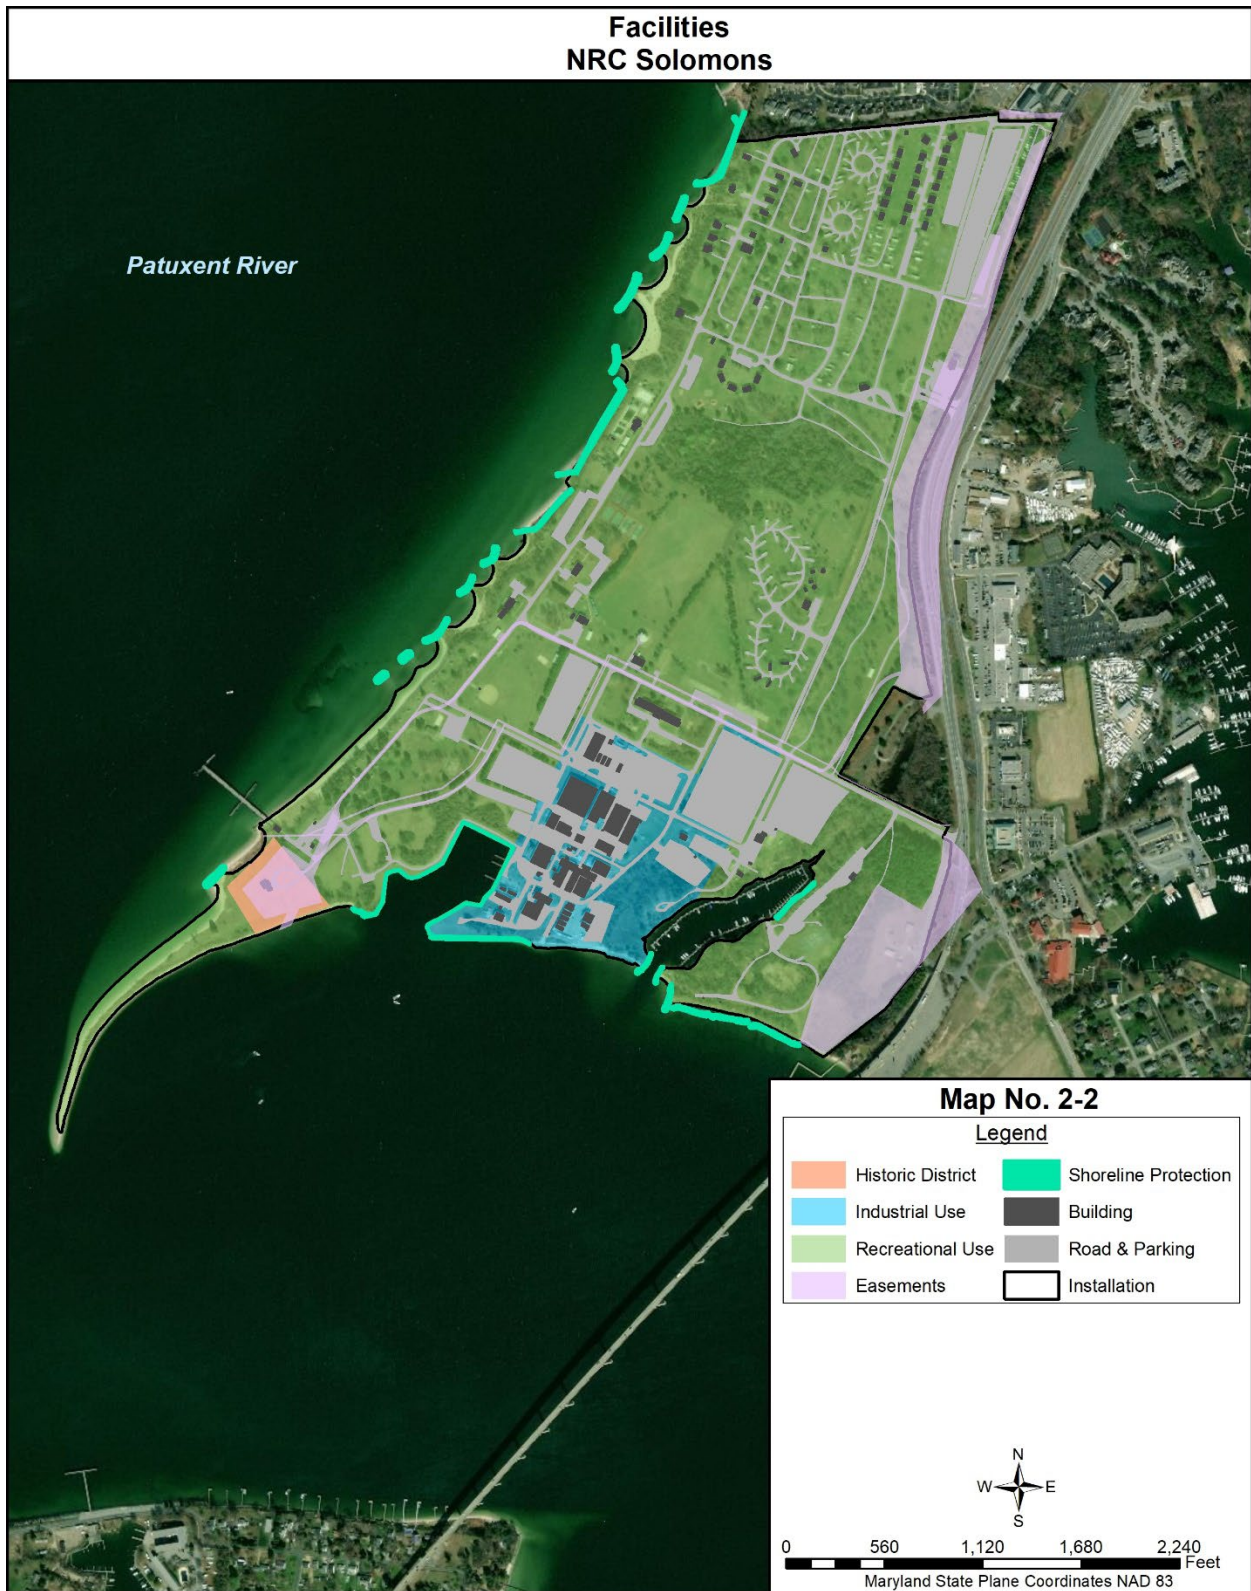 Facilities
NRC Solomons
Patuxent River
Map No. 2-2
Legend
Historic District
Shoreline Protection
Industrial Use
Building
Recreational Use
Road & Parking
Easements
Installation
N
W E
S
0 560 1,120 1,680 2,240
Feet
Maryland State Plane Coordinates NAD 83